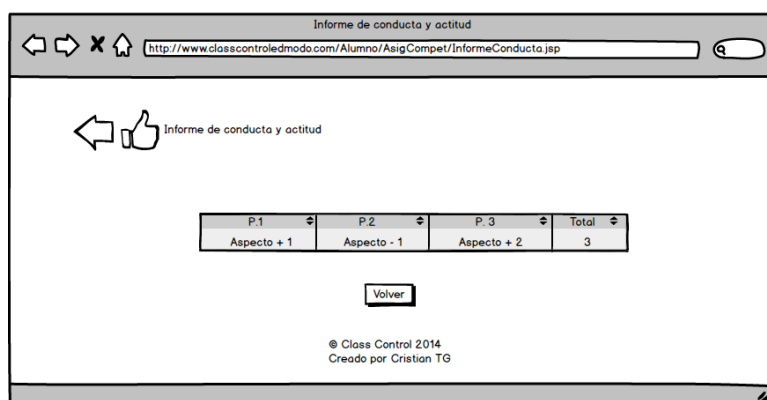 Informe de conducta y actitud
http://www.classcontroledmodo.com/Alumno/AsigCompet/InformeConducta.jsp
Informe de conducta y actitud
P.1 P.2 P. 3 Total
Aspecto + 1 Aspecto - 1 Aspecto + 2 3
Volver
© Class Control 2014
Creado por Cristian TG